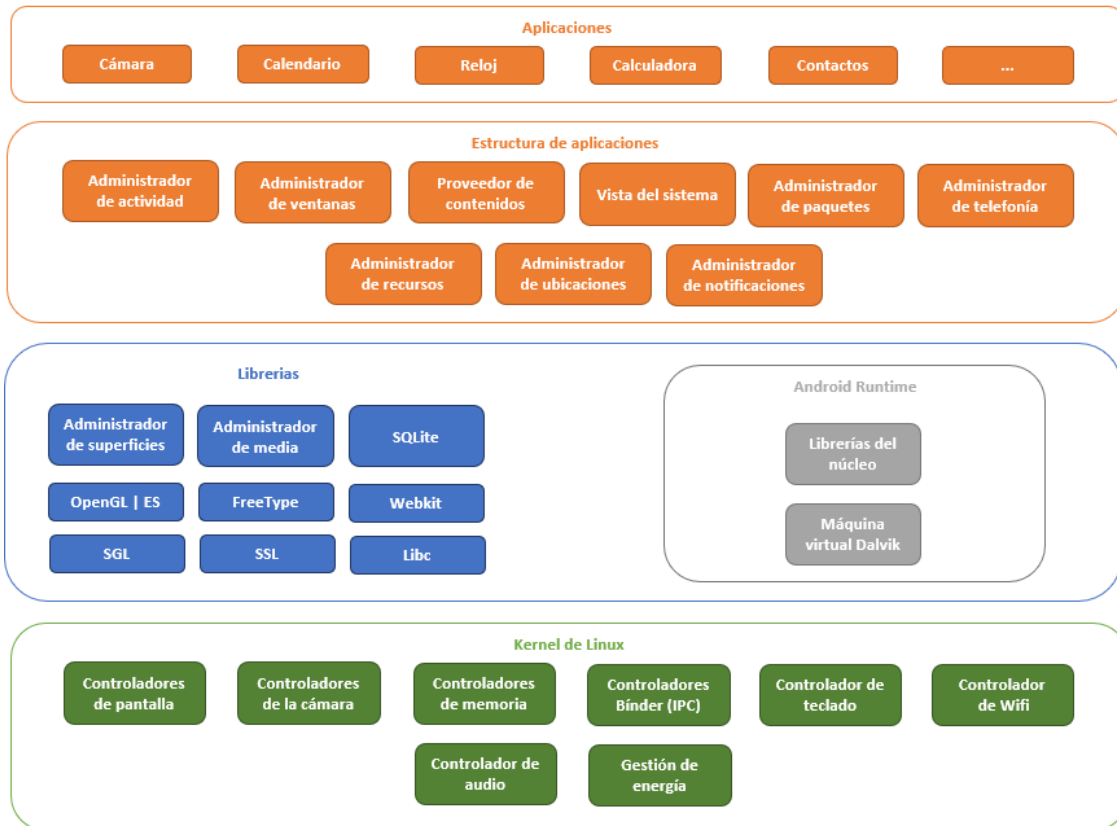 Aplicaciones
Cámara
Calendario
Reloj
Calculadora
Contactos
...
Estructura de aplicaciones
Administrador
de actividad
Administrador
de ventanas
Proveedor de
contenidos
Vista del sistema
Administrador
de paquetes
Administrador
de telefonía
Administrador
de recursos
Administrador
de ubicaciones
Administrador
de notificaciones
Librerias
Administrador
de superficies
Administrador
de media
SQLite
OpenGL | ES
FreeType
Webkit
SGL
SSL
Libc
Android Runtime
Librerías del
núcleo
Máquina
virtual Dalvik
Kernel de Linux
Controladores
de pantalla
Controladores
de la cámara
Controladores
de memoria
Controladores
Bínder (IPC)
Controlador de
teclado
Controlador
de Wifi
Controlador de
audio
Gestión de
energía